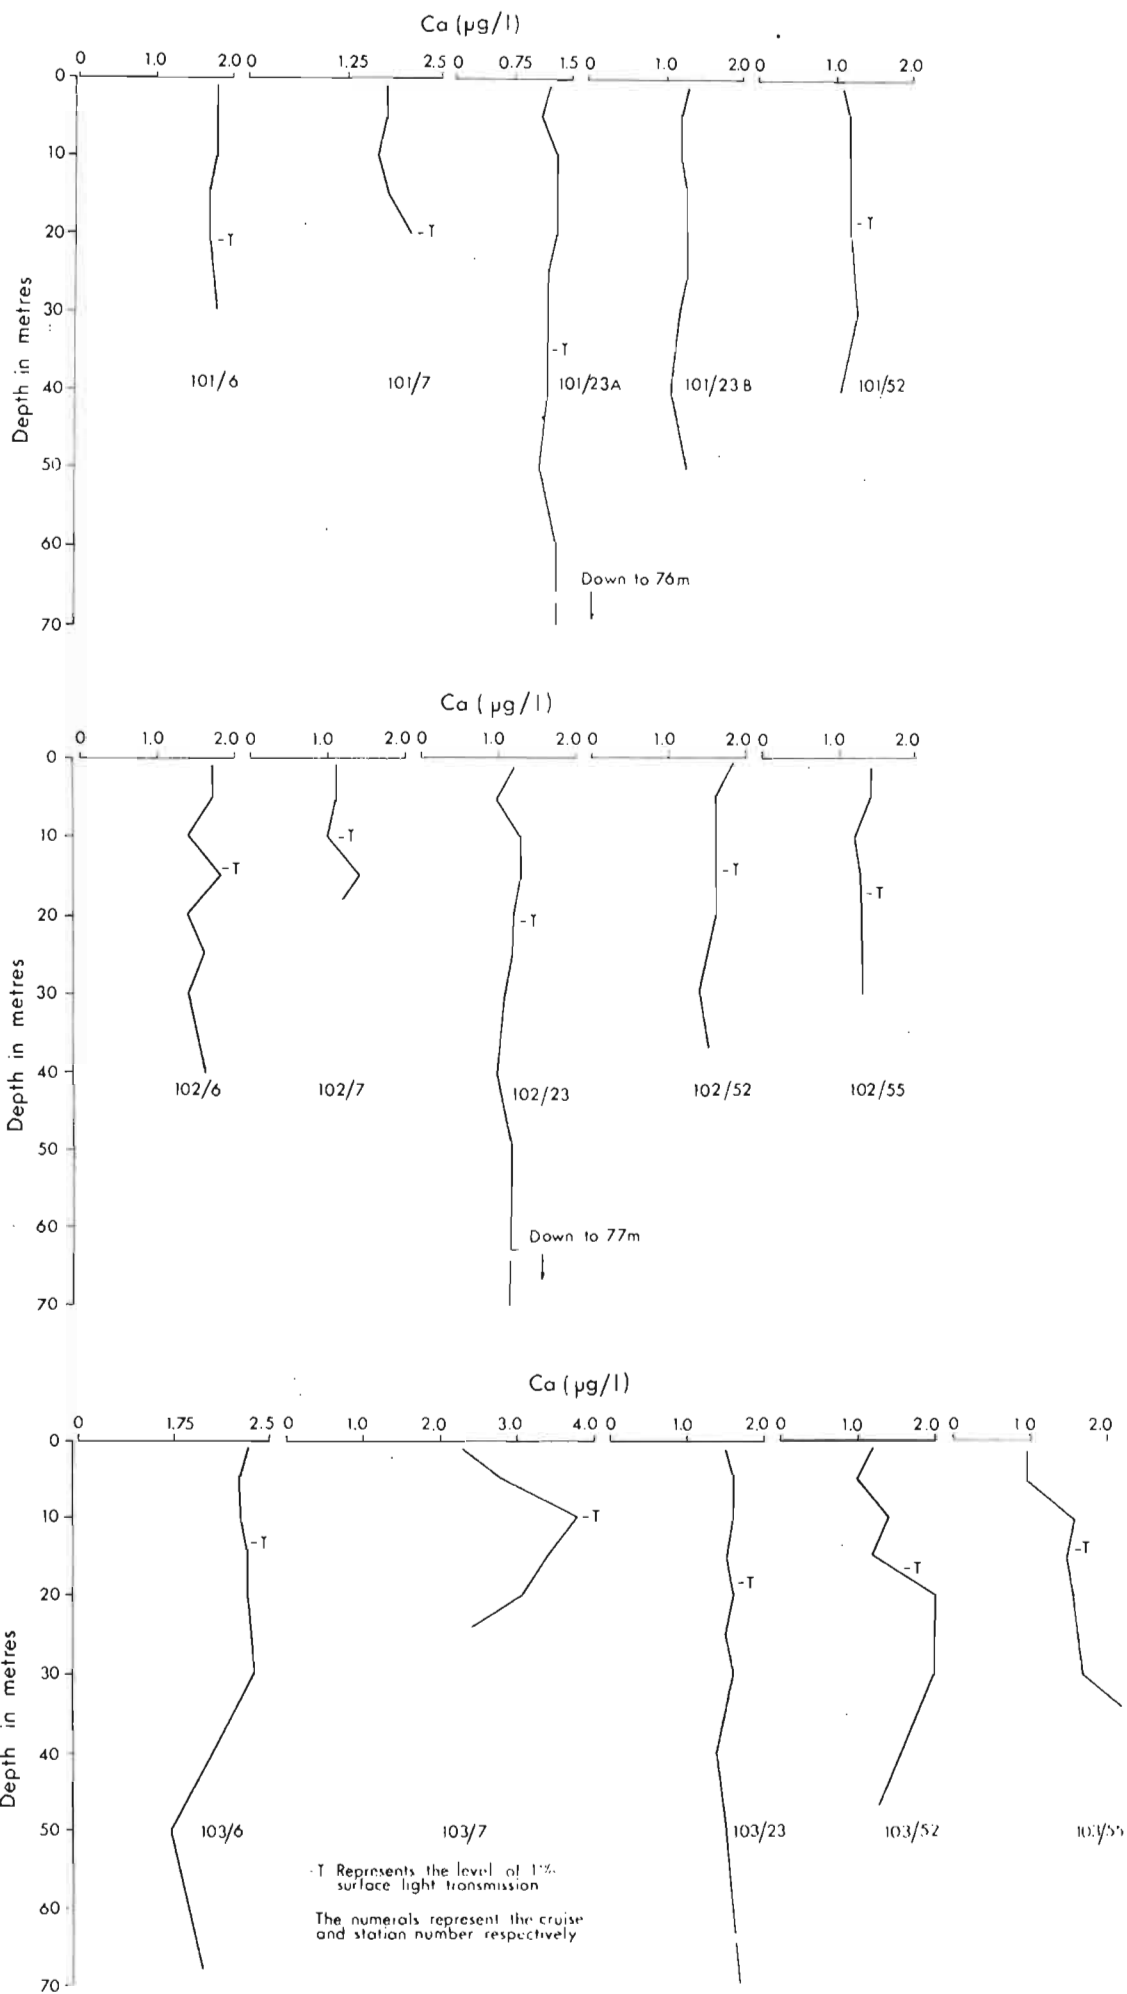 Ca (µg/l)
0 1.0 2.0 0 1.25 2.5 0 0.75 1.5 0 1.0 2.0 0 1.0 2.0
0
10
-T
20 -T -T
Depth in metres
30
-T
101/6 101/7 101/23A 101/23B 101/52
40
50
60
Down to 76m
70
Ca (µg/l)
0 1.0 2.0 0 1.0 2.0 0 1.0 2.0 0 1.0 2.0 0 1.0 2.0
0
10 -T
-T -T
-T
20 -T
Depth in metres
30
40
102/6 102/7 102/23 102/52 102/55
50
60
Down to 77m
70
Ca (µg/l)
0 1.75 2.5 0 1.0 2.0 3.0 4.0 0 1.0 2.0 0 1.0 2.0 0 1.0 2.0
0
10 -T
-T -T
-T -T
20
Depth in metres
30
40
50 103/6 103/7 103/23 103/52 103/55
-T Represents the level of 1%
surface light transmission
60
The numerals represent the cruise
and station number respectively
70